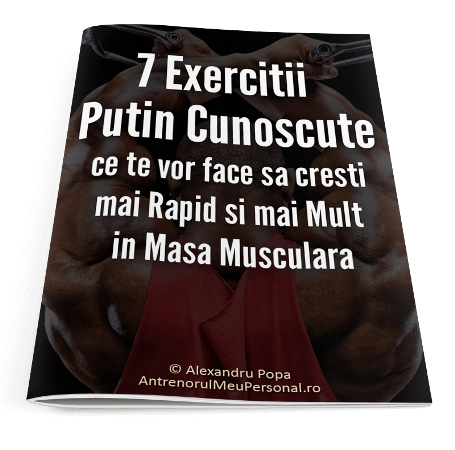 7 Exercitii
Putin Cunoscute
ce te vor face sa cresti
mai Rapid si mai Mult
in Masa Musculara
© Alexandru Popa
AntrenorulMeuPersonal.ro